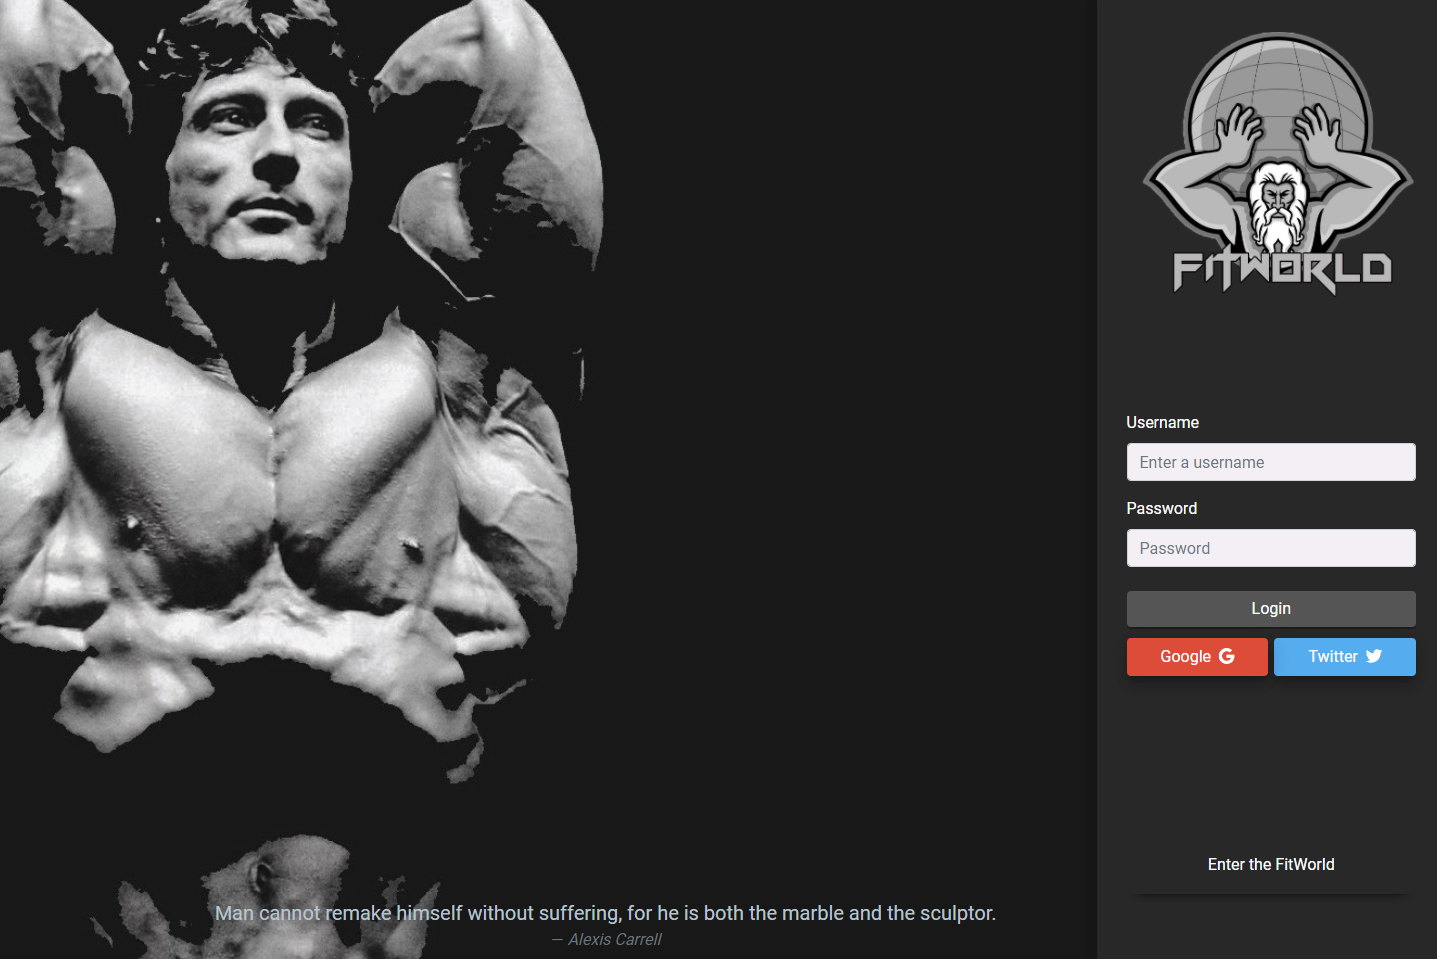 FITWORLD
Username
Enter a username
Password
Password
Login
Google
Twitter
Enter the FitWorld
Man cannot remake himself without suffering, for he is both the marble and the sculptor.
— Alexis Carrell